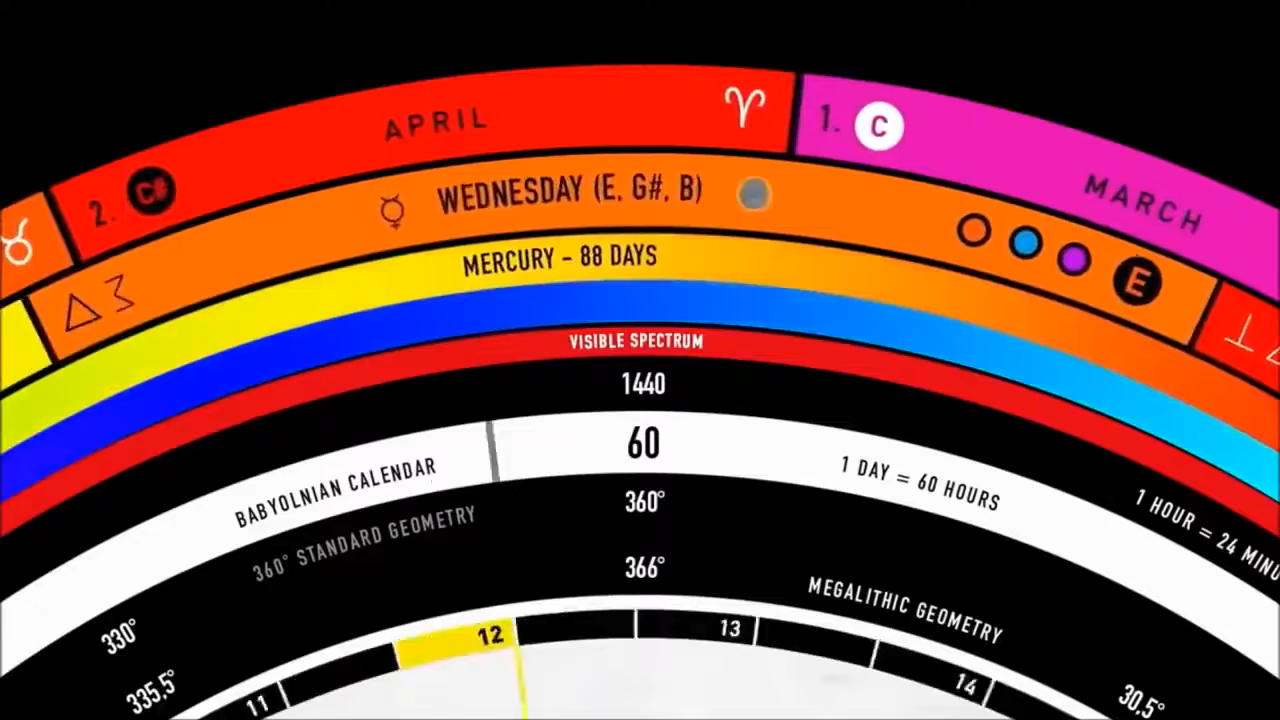 APRIL
♈
1. C
MARCH
♉
2. C#
☿ WEDNESDAY (E, G#, B)
E
Δ Σ
MERCURY - 88 DAYS
VISIBLE SPECTRUM
1440
60
BABYOLNIAN CALENDAR
1 DAY = 60 HOURS
1 HOUR = 24 MINU
360°
360° STANDARD GEOMETRY
366°
MEGALITHIC GEOMETRY
330°
335,5°
30,5°
11
12
13
14